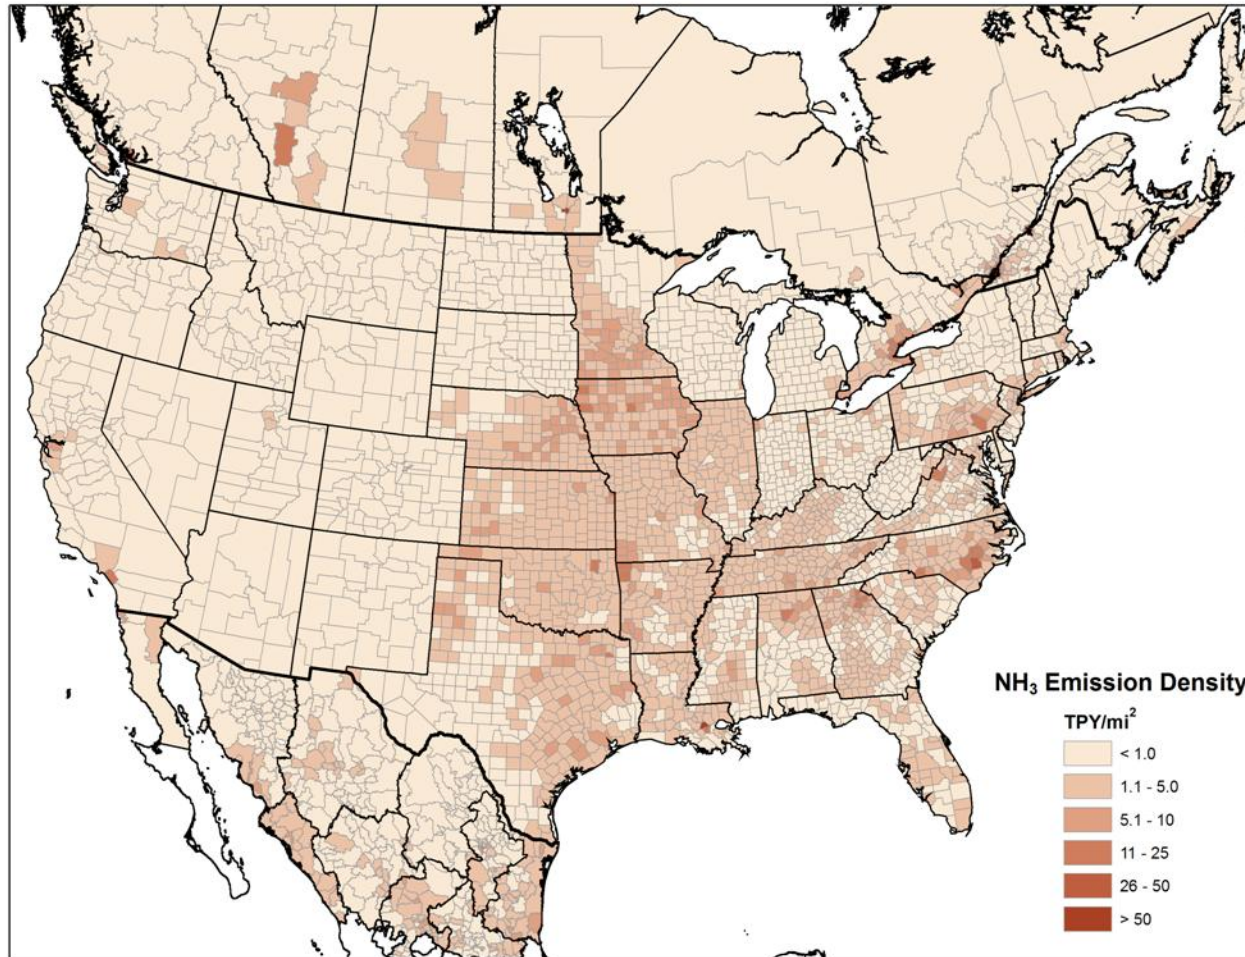 NH₃ Emission Density
TPY/mi²
< 1.0
1.1 - 5.0
5.1 - 10
11 - 25
26 - 50
> 50